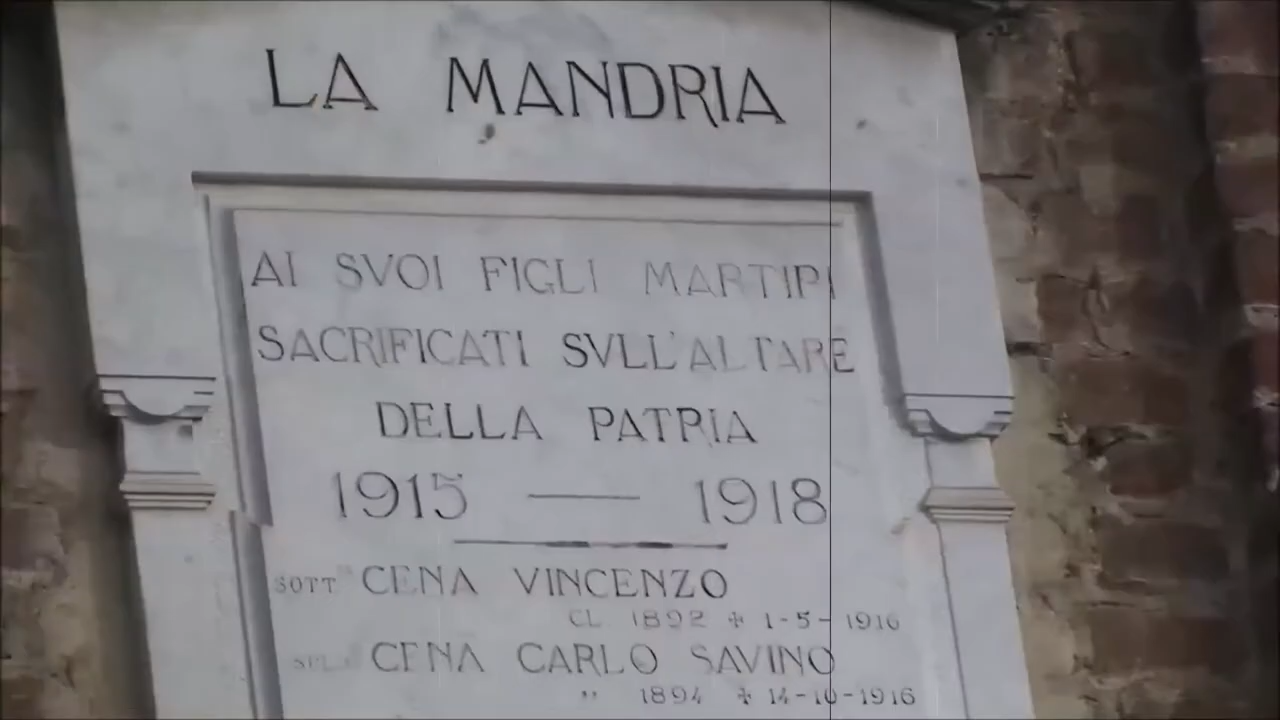 LA MANDRIA
AI SVOI FIGLI MARTIRI
SACRIFICATI SVLL'ALTARE
DELLA PATRIA
1915 — 1918
SOTT CENA VINCENZO
CL 1892 ✠ 1-5-1916
CENA CARLO SAVINO
" 1894 ✠ 14-10-1916